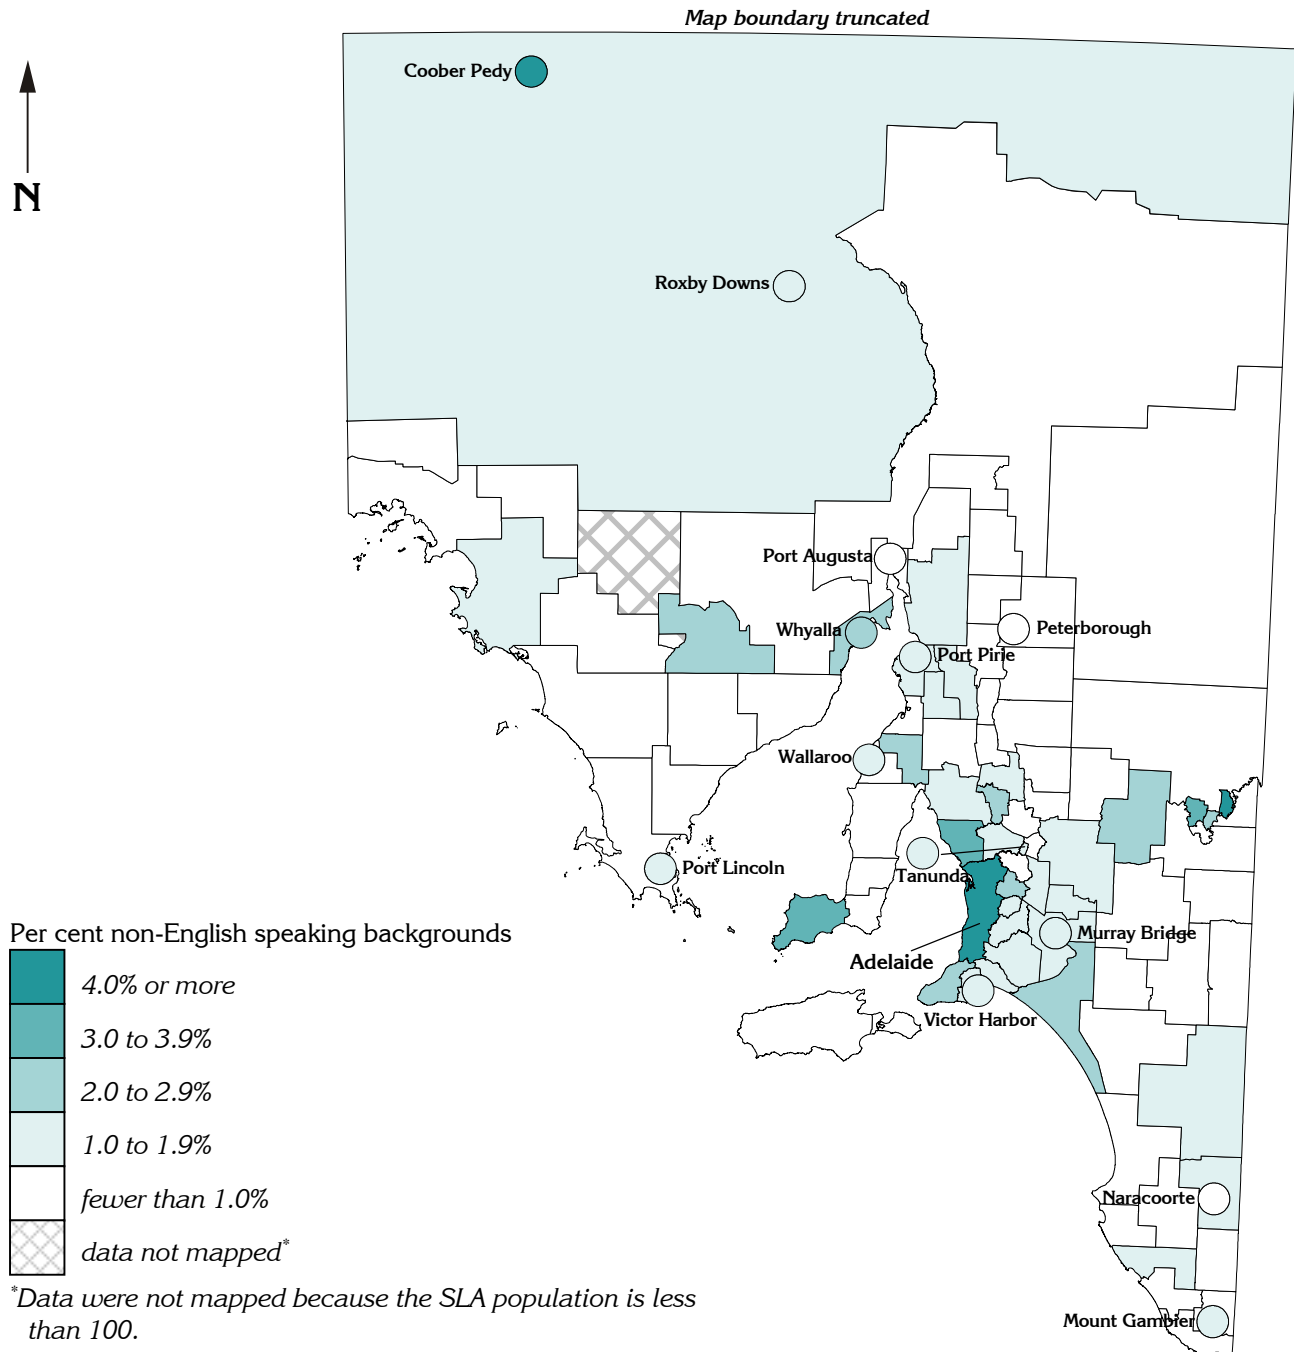 Map boundary truncated
Coober Pedy
N
Roxby Downs
Port Augusta
Whyalla
Peterborough
Port Pirie
Wallaroo
Port Lincoln
Tanunda
Per cent non-English speaking backgrounds
Murray Bridge
Adelaide
4.0% or more
Victor Harbor
3.0 to 3.9%
2.0 to 2.9%
1.0 to 1.9%
fewer than 1.0%
Naracoorte
data not mapped*
*Data were not mapped because the SLA population is less
than 100.
Mount Gambier